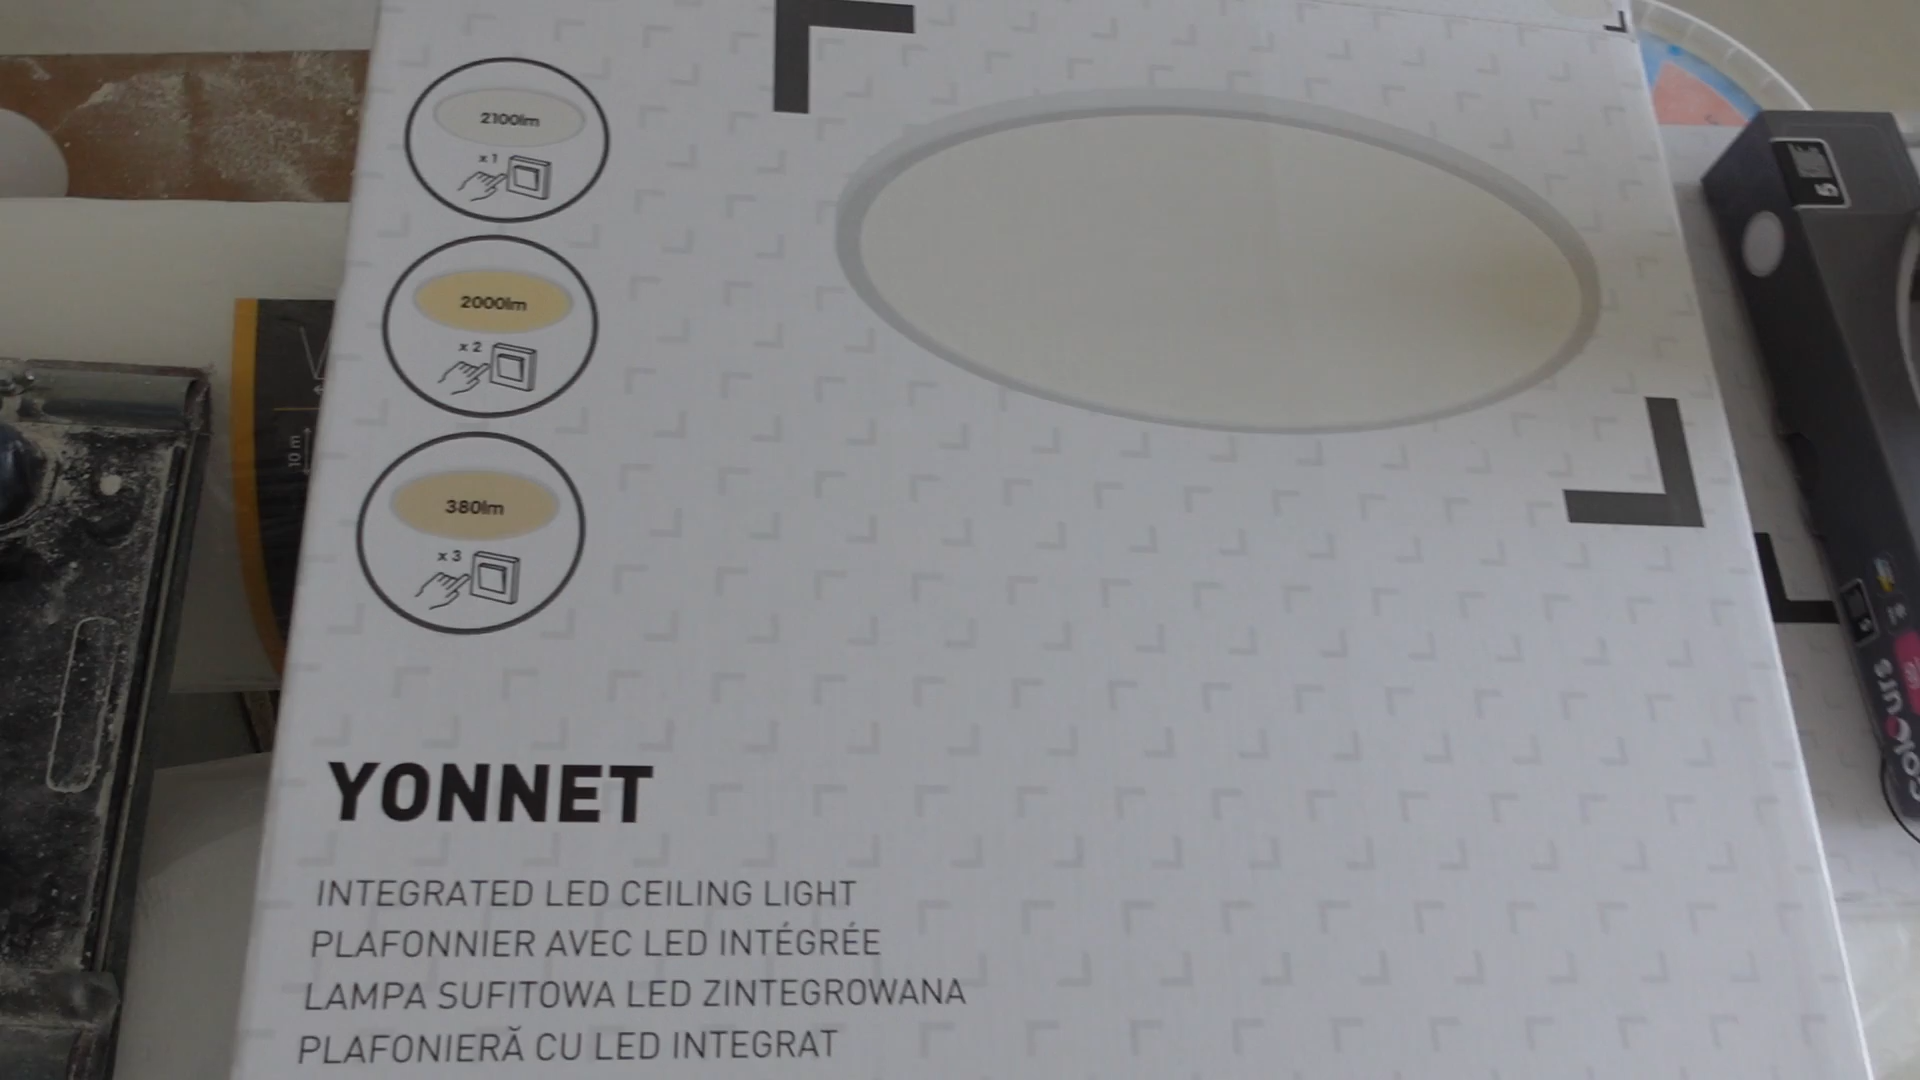 2100lm
x 1
2000lm
x 2
380lm
x 3
YONNET
INTEGRATED LED CEILING LIGHT
PLAFONNIER AVEC LED INTÉGRÉE
LAMPA SUFITOWA LED ZINTEGROWANA
PLAFONIERĂ CU LED INTEGRAT
10 m
5
colours